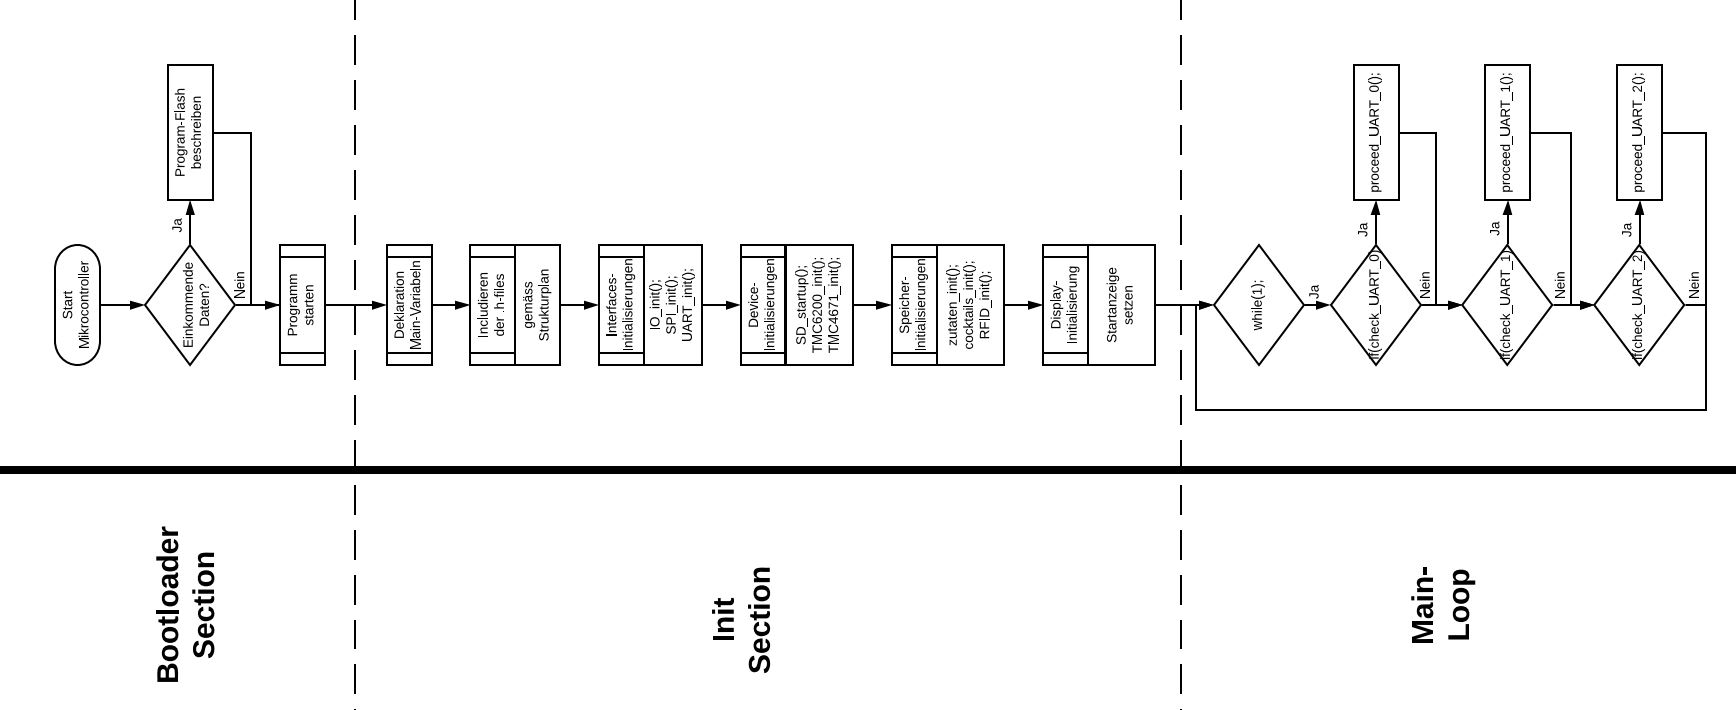 Start
Mikrocontroller
Einkommende
Daten?
Ja
Program-Flash
beschreiben
Nein
Programm
starten
Deklaration
Main-Variabeln
Includieren
der .h-files
gemäss
Strukturplan
Interfaces-
Initialisierungen
IO_init();
SPI_init();
UART_init();
Device-
Initialisierungen
SD_startup();
TMC6200_init();
TMC4671_init();
Speicher-
Initialisierungen
zutaten_init();
cocktails_init();
RFID_init();
Display-
Initialisierung
Startanzeige
setzen
while(1);
Ja
if(check_UART_0)
Ja
proceed_UART_0();
Nein
if(check_UART_1)
Ja
proceed_UART_1();
Nein
if(check_UART_2)
Ja
proceed_UART_2();
Nein
Bootloader
Section
Init
Section
Main-
Loop